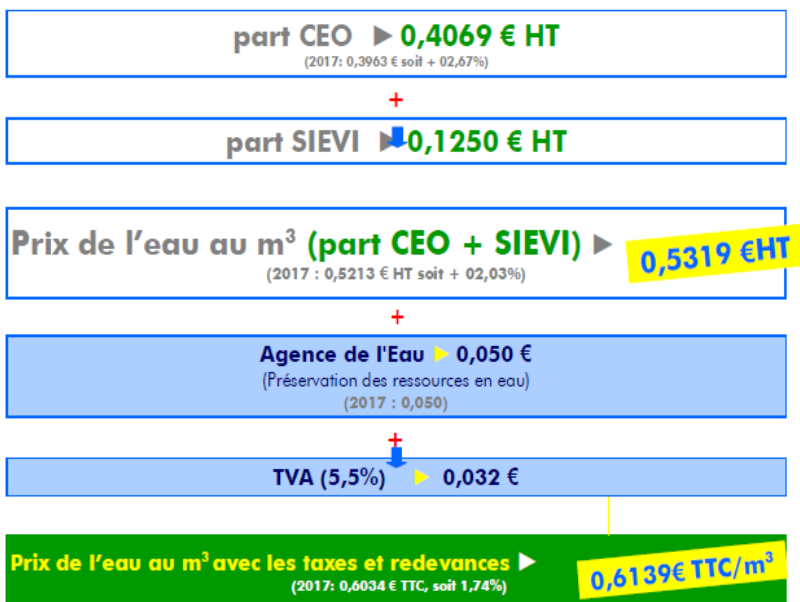 part CEO ▶ 0,4069 € HT
(2017: 0,3963 € soit + 02,67%)
+
part SIEVI ▶ 0,1250 € HT
Prix de l'eau au m³ (part CEO + SIEVI) ▶ 0,5319 €HT
(2017 : 0,5213 € HT soit + 02,03%)
+
Agence de l'Eau ▶ 0,050 €
(Préservation des ressources en eau)
(2017 : 0,050)
+
TVA (5,5%) ▶ 0,032 €
Prix de l'eau au m³ avec les taxes et redevances ▶ 0,6139€ TTC/m³
(2017: 0,6034 € TTC, soit 1,74%)